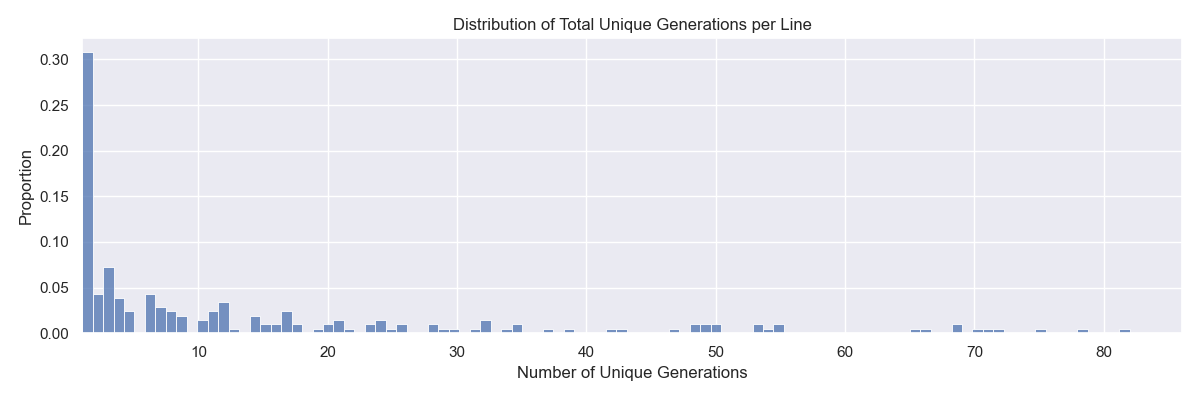 Distribution of Total Unique Generations per Line
0.30
0.25
0.20
0.15
0.10
0.05
0.00
Proportion
10 20 30 40 50 60 70 80
Number of Unique Generations